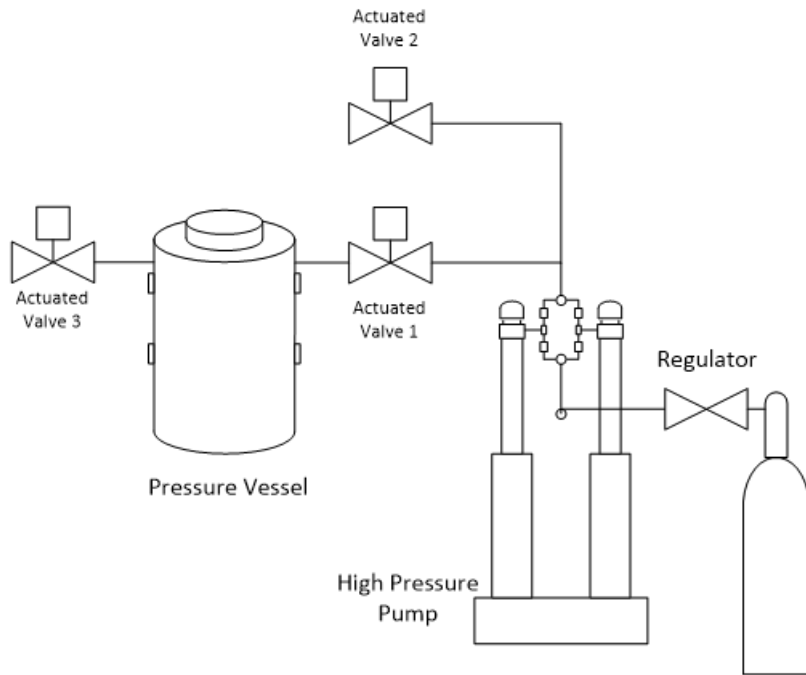 Actuated
Valve 2
Actuated
Valve 3
Actuated
Valve 1
Regulator
Pressure Vessel
High Pressure
Pump